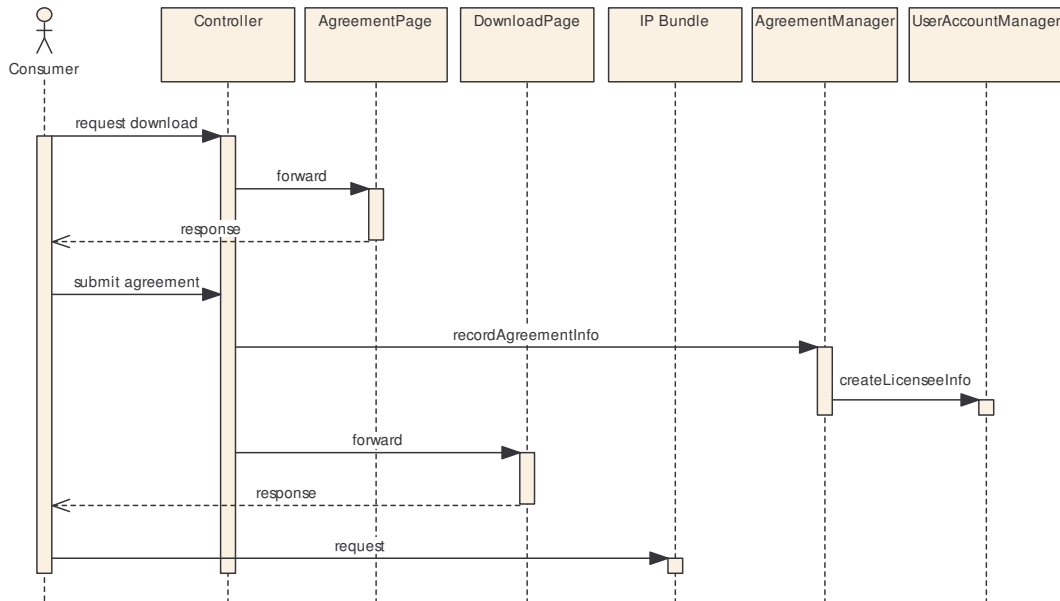 Controller
AgreementPage
DownloadPage
IP Bundle
AgreementManager
UserAccountManager
Consumer
request download
forward
response
submit agreement
recordAgreementInfo
createLicenseeInfo
forward
response
request